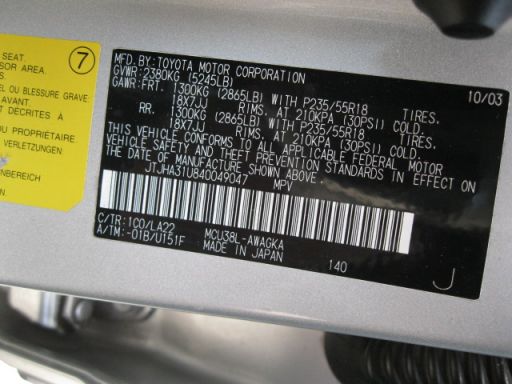 SEAT.
SOR AREA.
7
EL OU BLESSURE GRAVE
AVANT.
T DECRITES A
U PROPRIÉTAIRE.
VERLETZUNGEN
NBEREICH
MFD.BY:TOYOTA MOTOR CORPORATION 10/03
GVWR:2380KG (5245LB)
GAWR:FRT. 1300KG (2865LB) WITH P235/55R18 TIRES.
18X7JJ RIMS. AT 210KPA (30PSI) COLD.
RR. 1300KG (2865LB) WITH P235/55R18 TIRES.
18X7JJ RIMS. AT 210KPA (30PSI) COLD.
THIS VEHICLE CONFORMS TO ALL APPLICABLE FEDERAL MOTOR
VEHICLE SAFETY AND THEFT PREVENTION STANDARDS IN EFFECT ON
THE DATE OF MANUFACTURE SHOWN ABOVE.
JTJHA31U840049047 MPV
C/TR:1C0/LA22 MCU38L-AWAGKA
A/TM:-01B/U151F MADE IN JAPAN 140 J